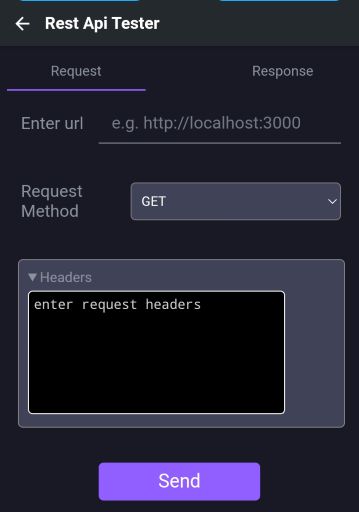 Rest Api Tester
Request
Response
Enter url
e.g. http://localhost:3000
Request
Method
GET
Headers
enter request headers
Send